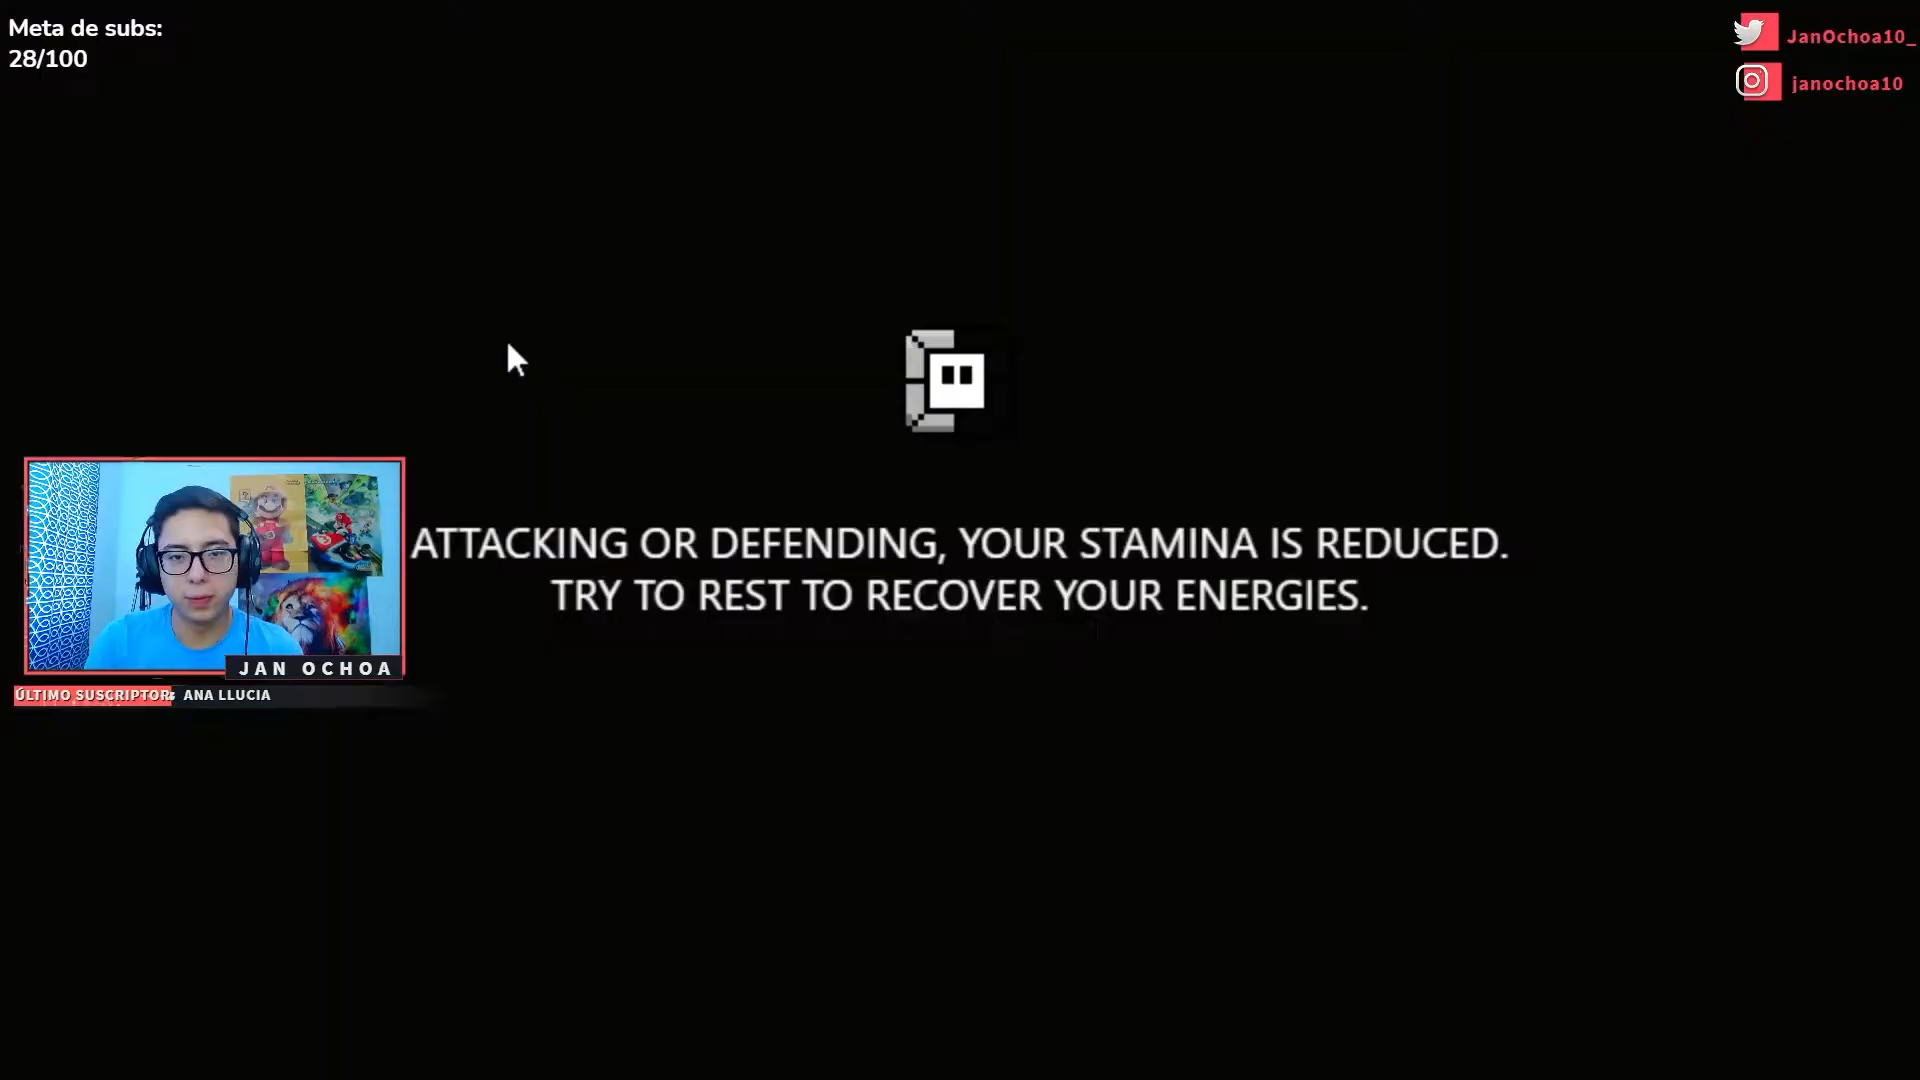 Meta de subs:
28/100
JanOchoa10_
janochoa10
ATTACKING OR DEFENDING, YOUR STAMINA IS REDUCED.
TRY TO REST TO RECOVER YOUR ENERGIES.
JAN OCHOA
ÚLTIMO SUSCRIPTOR: ANA LLUCIA